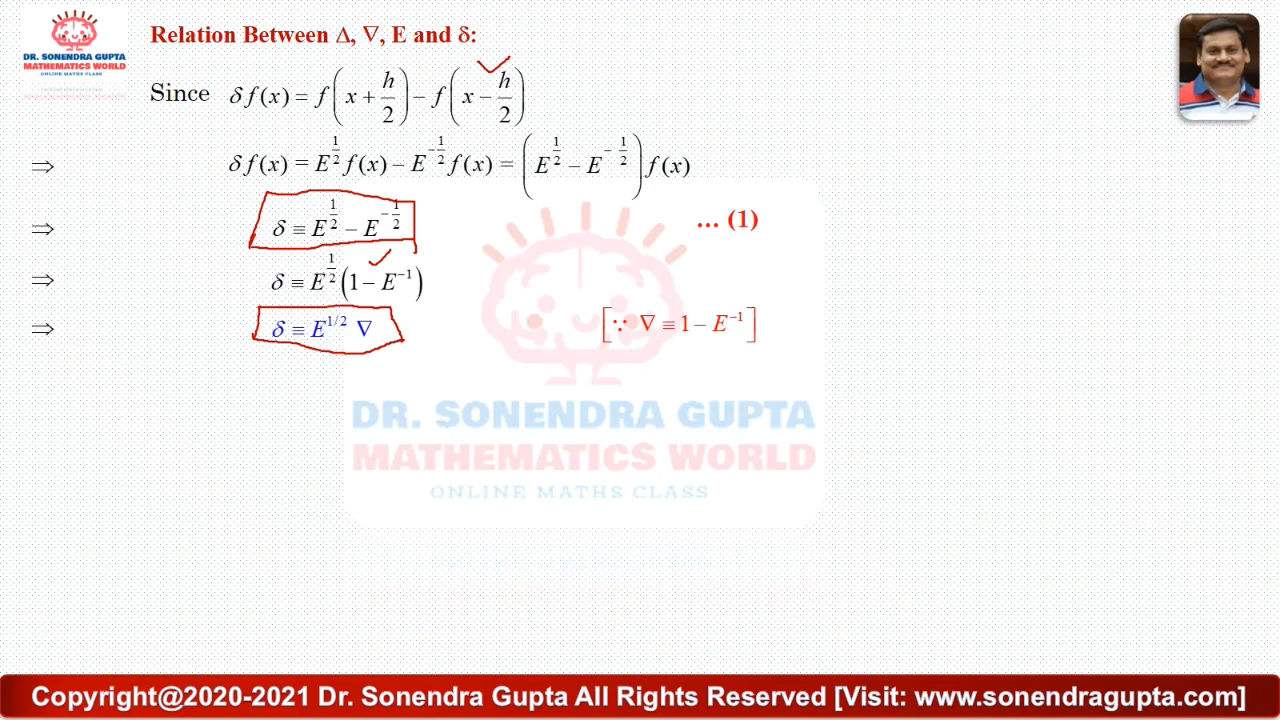 DR. SONENDRA GUPTA
MATHEMATICS WORLD
ONLINE MATHS CLASS
Relation Between Δ, ∇, E and δ:
Since δ f(x) = f(x + h/2) − f(x − h/2)
⇒ δ f(x) = E^{1/2} f(x) − E^{−1/2} f(x) = (E^{1/2} − E^{−1/2}) f(x)
⇒ δ ≡ E^{1/2} − E^{−1/2} ... (1)
⇒ δ ≡ E^{1/2}(1 − E^{−1})
⇒ δ ≡ E^{1/2} ∇ [∵ ∇ ≡ 1 − E^{−1}]
DR. SONENDRA GUPTA
MATHEMATICS WORLD
ONLINE MATHS CLASS
Copyright@2020-2021 Dr. Sonendra Gupta All Rights Reserved [Visit: www.sonendragupta.com]